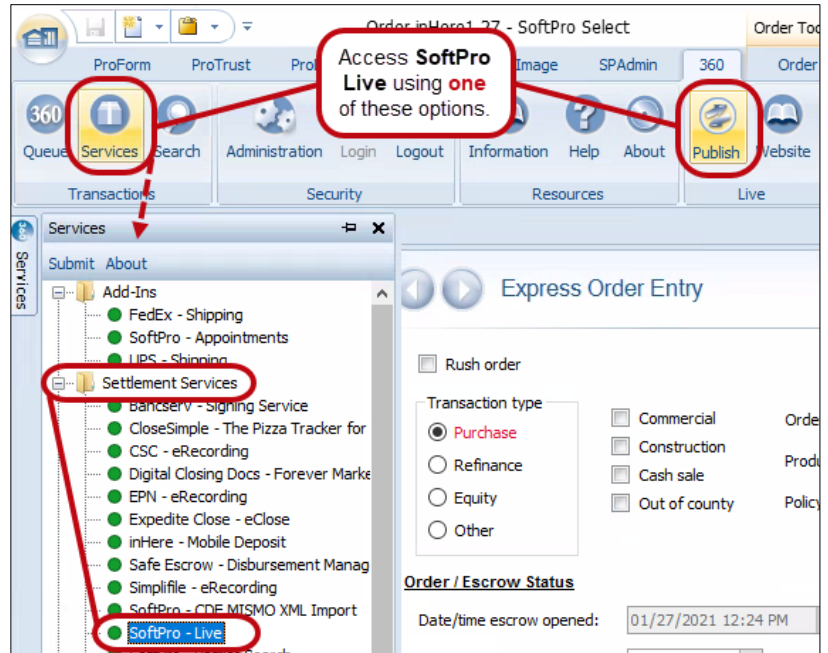 Order inHere1-27 - SoftPro Select
Order Too
ProForm
ProTrust
Image
SPAdmin
360
Order
Access SoftPro
Live using one
of these options.
360
Queue
Services
Search
Administration
Login
Logout
Information
Help
About
Publish
Website
Transactions
Security
Resources
Live
360 Services
Services
Submit About
Add-Ins
FedEx - Shipping
SoftPro - Appointments
UPS - Shipping
Settlement Services
Bancserv - Signing Service
CloseSimple - The Pizza Tracker for
CSC - eRecording
Digital Closing Docs - Forever Marke
EPN - eRecording
Expedite Close - eClose
inHere - Mobile Deposit
Safe Escrow - Disbursement Manag
Simplifile - eRecording
SoftPro - CDF MISMO XML Import
SoftPro - Live
Express Order Entry
Rush order
Transaction type
Purchase
Refinance
Equity
Other
Commercial
Construction
Cash sale
Out of county
Orde
Produ
Policy
Order / Escrow Status
Date/time escrow opened:
01/27/2021 12:24 PM